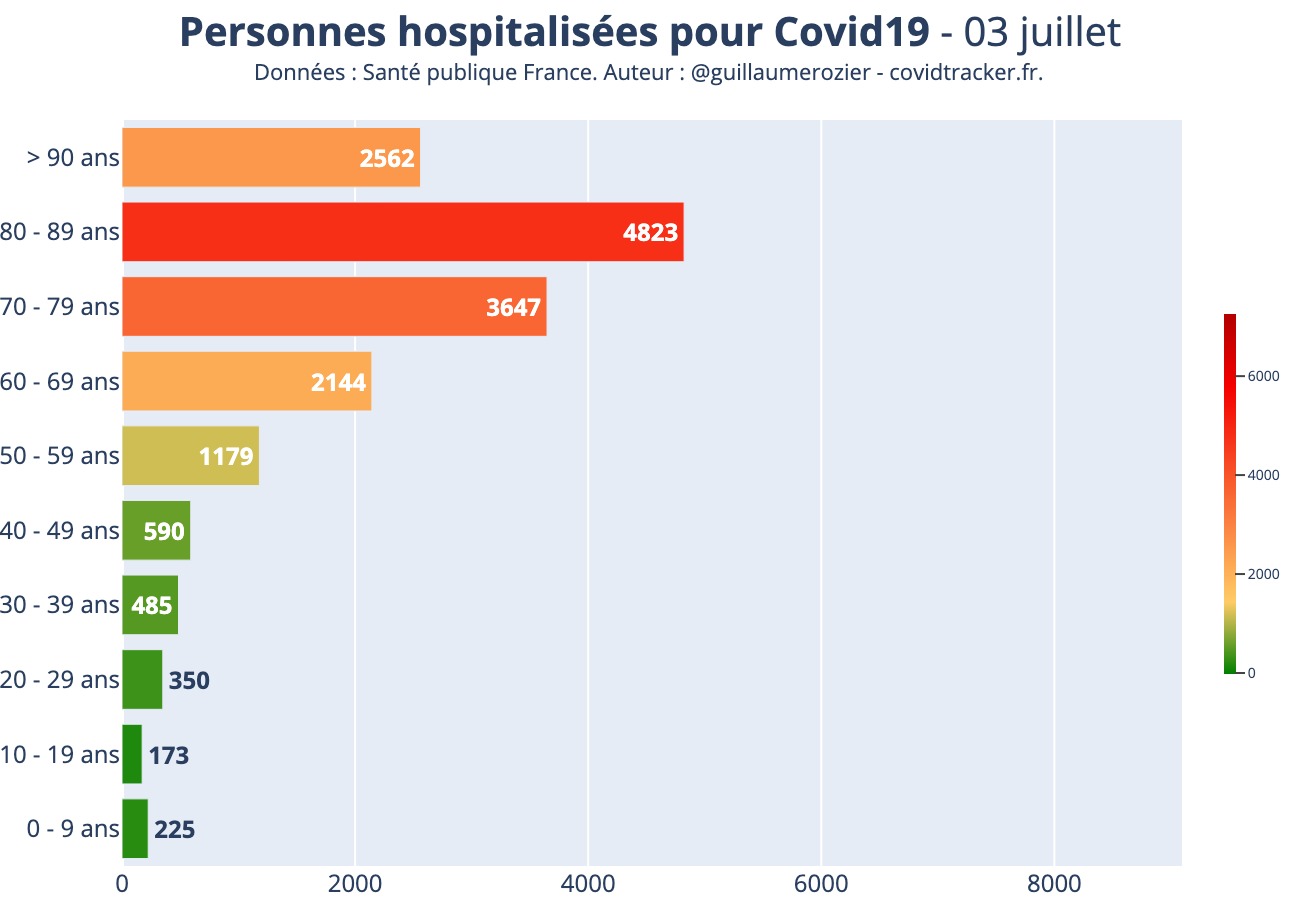 Personnes hospitalisées pour Covid19 - 03 juillet
Données : Santé publique France. Auteur : @guillaumerozier - covidtracker.fr.
> 90 ans 2562
80 - 89 ans 4823
70 - 79 ans 3647
60 - 69 ans 2144
50 - 59 ans 1179
40 - 49 ans 590
30 - 39 ans 485
20 - 29 ans 350
10 - 19 ans 173
0 - 9 ans 225
0 2000 4000 6000 8000
6000
4000
2000
0